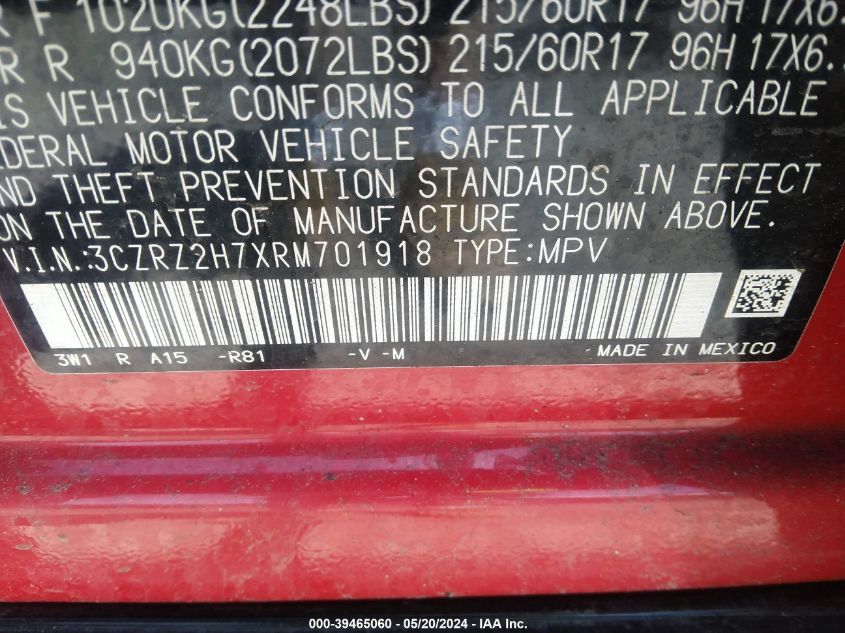 R F 1020KG(2248LBS) 215/60R17 96H 17X6.
R R 940KG(2072LBS) 215/60R17 96H 17X6.
IS VEHICLE CONFORMS TO ALL APPLICABLE
DERAL MOTOR VEHICLE SAFETY
ND THEFT PREVENTION STANDARDS IN EFFECT
ON THE DATE OF MANUFACTURE SHOWN ABOVE.
V.I.N.:3CZRZ2H7XRM701918 TYPE:MPV
3W1 R A15 -R81 -V -M MADE IN MEXICO
000-39465060 - 05/20/2024 - IAA Inc.